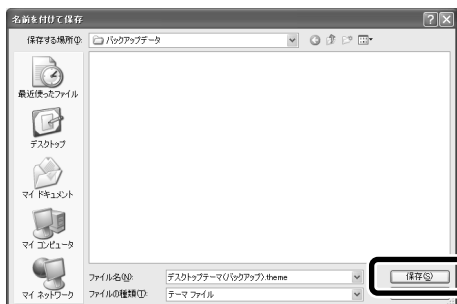 名前を付けて保存
保存する場所(I):
バックアップデータ
最近使ったファイル
デスクトップ
マイ ドキュメント
マイ コンピュータ
マイ ネットワーク
ファイル名(N):
デスクトップテーマ(バックアップ).theme
保存(S)
ファイルの種類(T):
テーマ ファイル